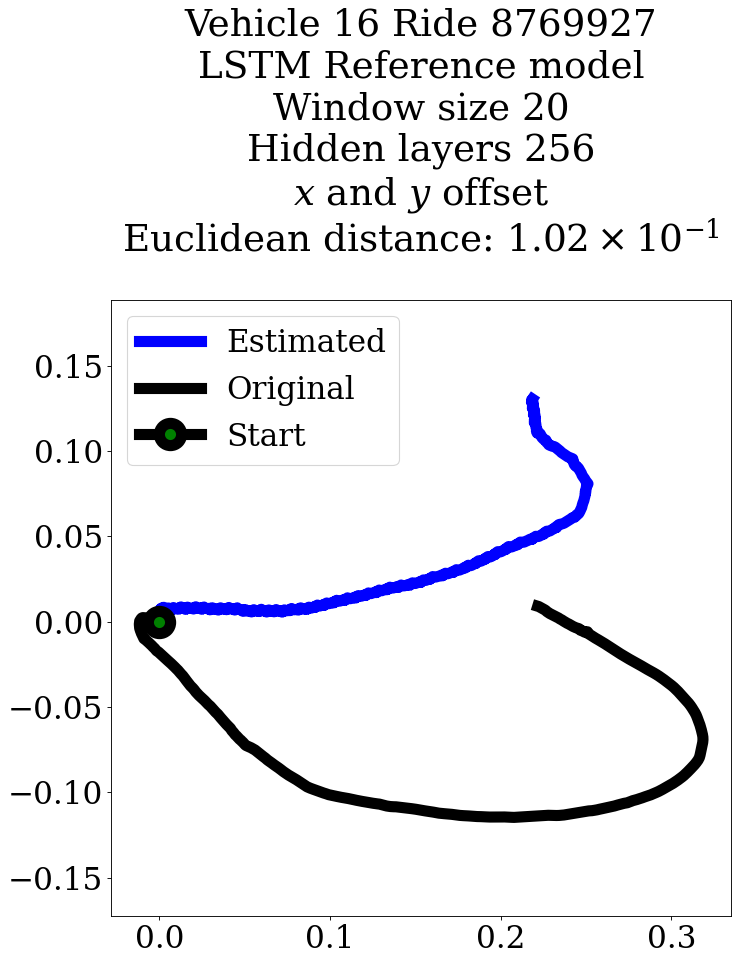 Vehicle 16 Ride 8769927
LSTM Reference model
Window size 20
Hidden layers 256
x and y offset
Euclidean distance: 1.02 × 10⁻¹
Estimated
Original
Start
0.15
0.10
0.05
0.00
−0.05
−0.10
−0.15
0.0 0.1 0.2 0.3